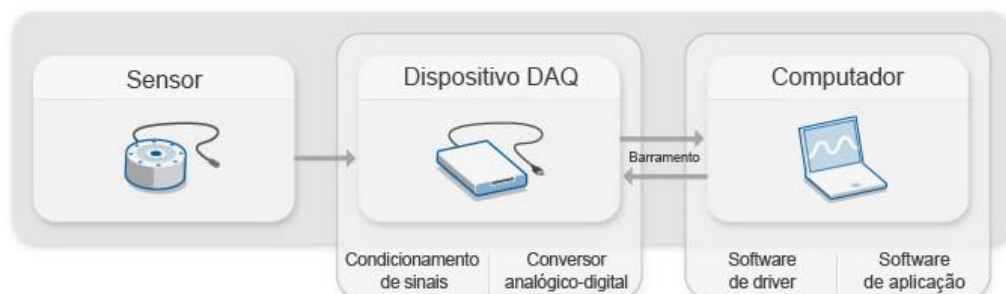 Sensor
Dispositivo DAQ
Computador
Barramento
Condicionamento
de sinais
Conversor
analógico-digital
Software
de driver
Software
de aplicação